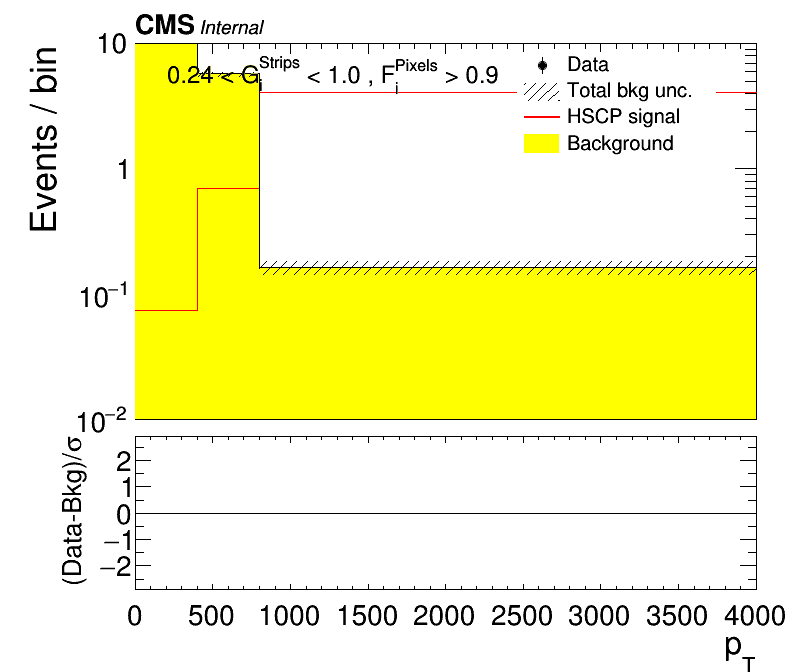 CMS Internal
0.24 < G_i^Strips < 1.0 , F_i^Pixels > 0.9
Data
Total bkg unc.
HSCP signal
Background
Events / bin
10
1
10⁻¹
10⁻²
(Data-Bkg)/σ
2
1
0
−1
−2
0 500 1000 1500 2000 2500 3000 3500 4000
p_T